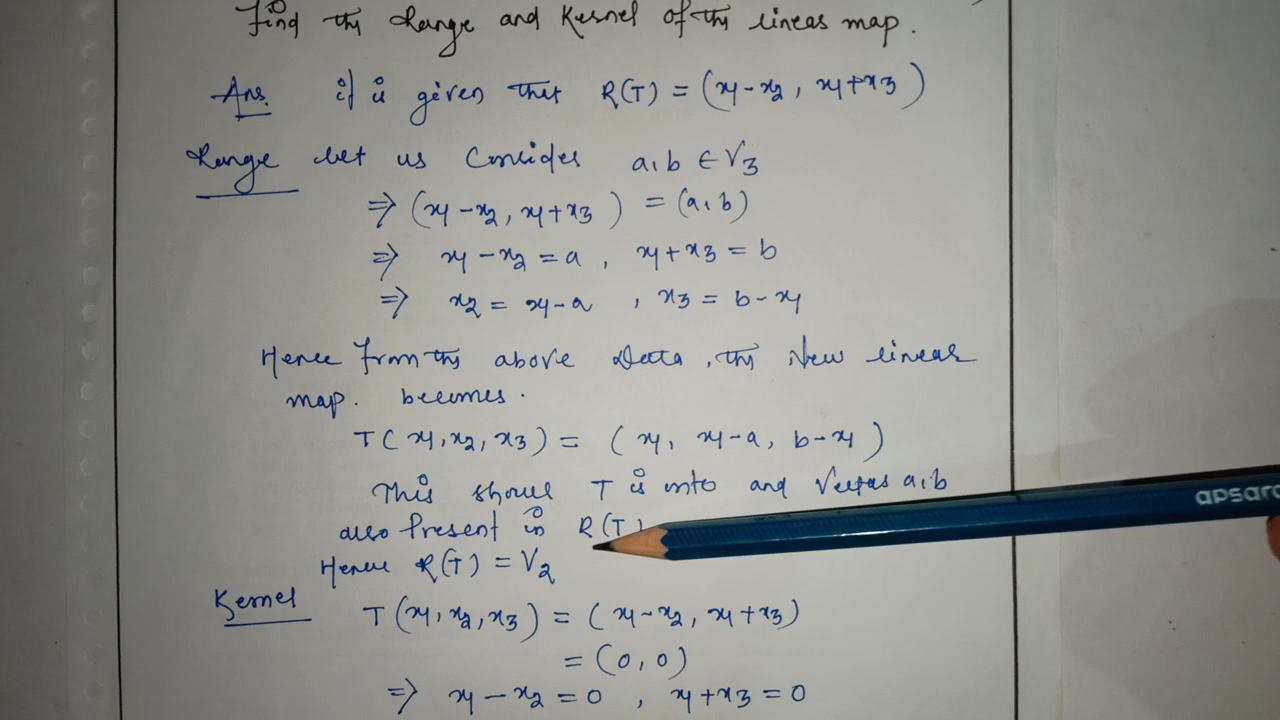 Find the Range and Kernel of the linear map.
Ans. it is given that R(T) = (x1 - x2, x1 + x3)
Range let us Consider a, b ∈ V3
⇒ (x1 - x2, x1 + x3) = (a, b)
⇒ x1 - x2 = a, x1 + x3 = b
⇒ x2 = x1 - a, x3 = b - x1
Hence from the above Data, the New linear
map. becomes.
T(x1, x2, x3) = (x1, x1 - a, b - x1)
This shows T is into and Vectors a, b
also Present in R(T)
Hence R(T) = V2
Kernel T(x1, x2, x3) = (x1 - x2, x1 + x3)
= (0, 0)
⇒ x1 - x2 = 0, x1 + x3 = 0
apsara